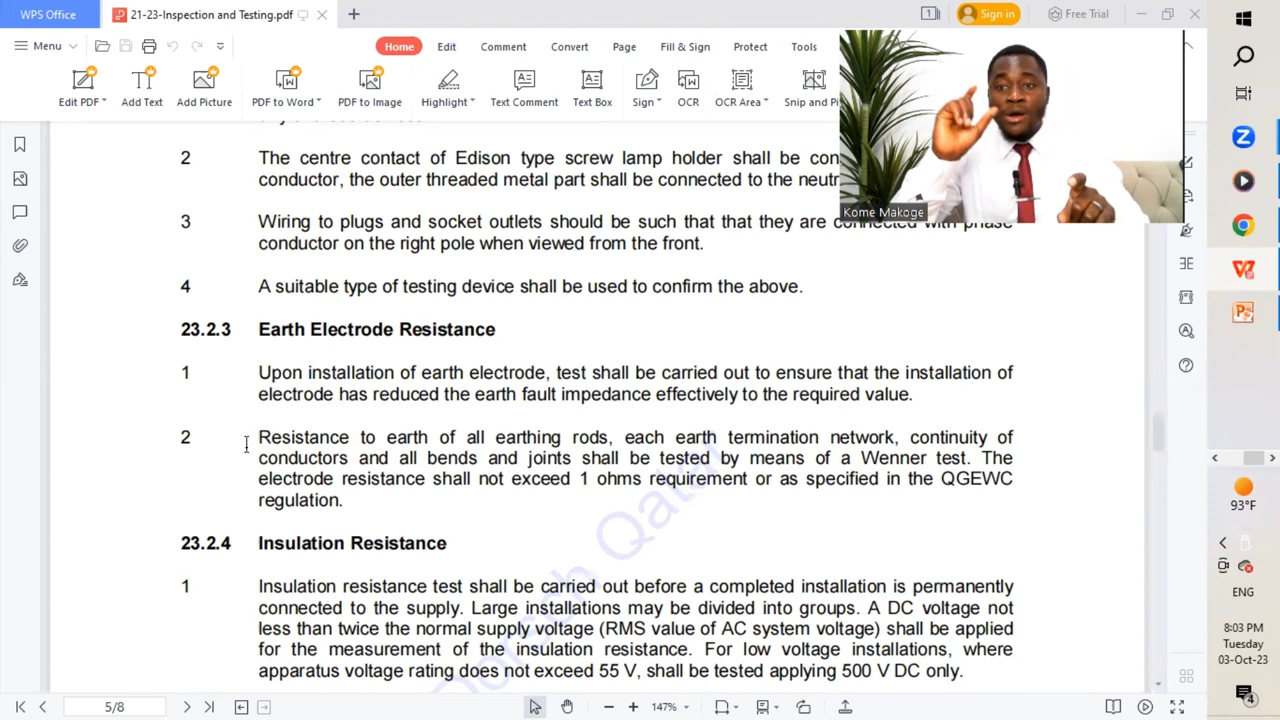 WPS Office
21-23-Inspection and Testing.pdf
Sign in
Free Trial
Menu
Home
Edit
Comment
Convert
Page
Fill & Sign
Protect
Tools
Edit PDF
Add Text
Add Picture
PDF to Word
PDF to Image
Highlight
Text Comment
Text Box
Sign
OCR
OCR Area
Snip and Pi
Kome Makoge
2 The centre contact of Edison type screw lamp holder shall be con
conductor, the outer threaded metal part shall be connected to the neutr
3 Wiring to plugs and socket outlets should be such that that they are connected with phase
conductor on the right pole when viewed from the front.
4 A suitable type of testing device shall be used to confirm the above.
23.2.3 Earth Electrode Resistance
1 Upon installation of earth electrode, test shall be carried out to ensure that the installation of
electrode has reduced the earth fault impedance effectively to the required value.
2 Resistance to earth of all earthing rods, each earth termination network, continuity of
conductors and all bends and joints shall be tested by means of a Wenner test. The
electrode resistance shall not exceed 1 ohms requirement or as specified in the QGEWC
regulation.
23.2.4 Insulation Resistance
1 Insulation resistance test shall be carried out before a completed installation is permanently
connected to the supply. Large installations may be divided into groups. A DC voltage not
less than twice the normal supply voltage (RMS value of AC system voltage) shall be applied
for the measurement of the insulation resistance. For low voltage installations, where
apparatus voltage rating does not exceed 55 V, shall be tested applying 500 V DC only.
Dorsch Qatar
5/8
147%
93°F
ENG
8:03 PM
Tuesday
03-Oct-23
4